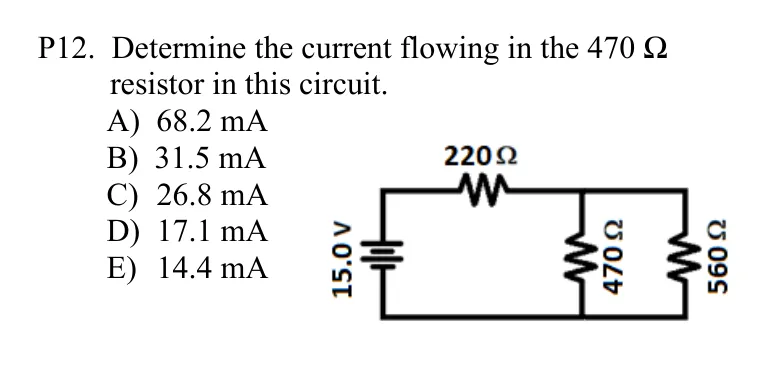 P12. Determine the current flowing in the 470 Ω
resistor in this circuit.
A) 68.2 mA
B) 31.5 mA
C) 26.8 mA
D) 17.1 mA
E) 14.4 mA
220Ω
15.0 V
470 Ω
560 Ω